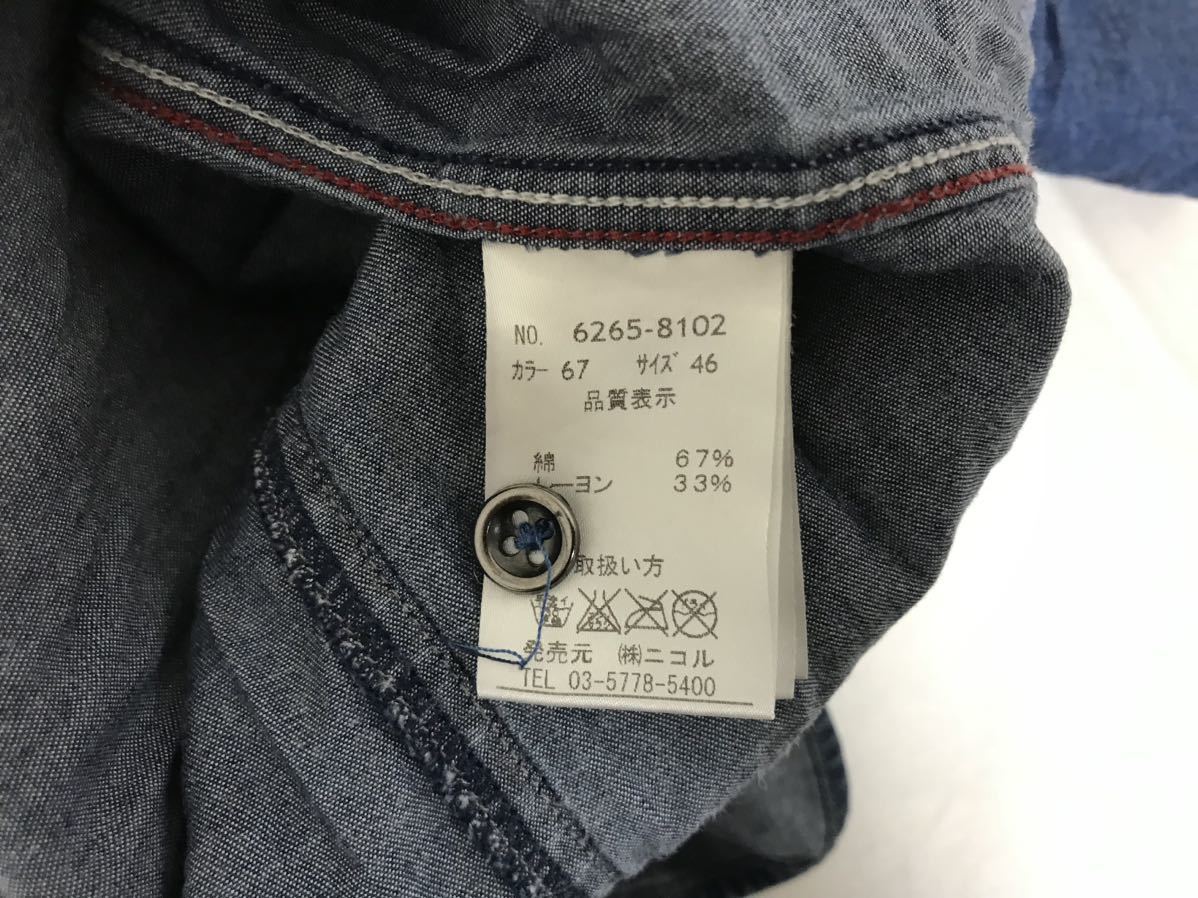 NO. 6265-8102
カラー 67 サイズ 46
品質表示
綿 67%
レーヨン 33%
取扱い方
発売元 ㈱ニコル
TEL 03-5778-5400